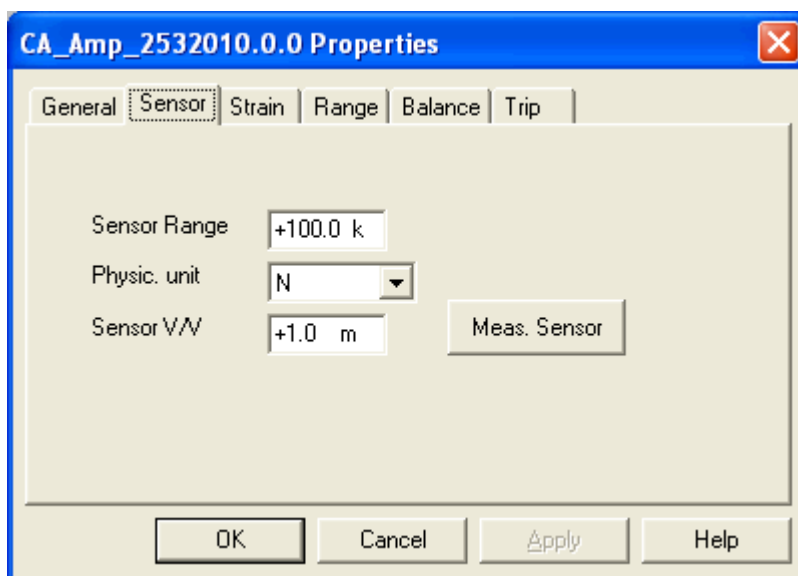 CA_Amp_2532010.0.0 Properties
General Sensor Strain Range Balance Trip
Sensor Range +100.0 k
Physic. unit N
Sensor V/V +1.0 m Meas. Sensor
OK Cancel Apply Help